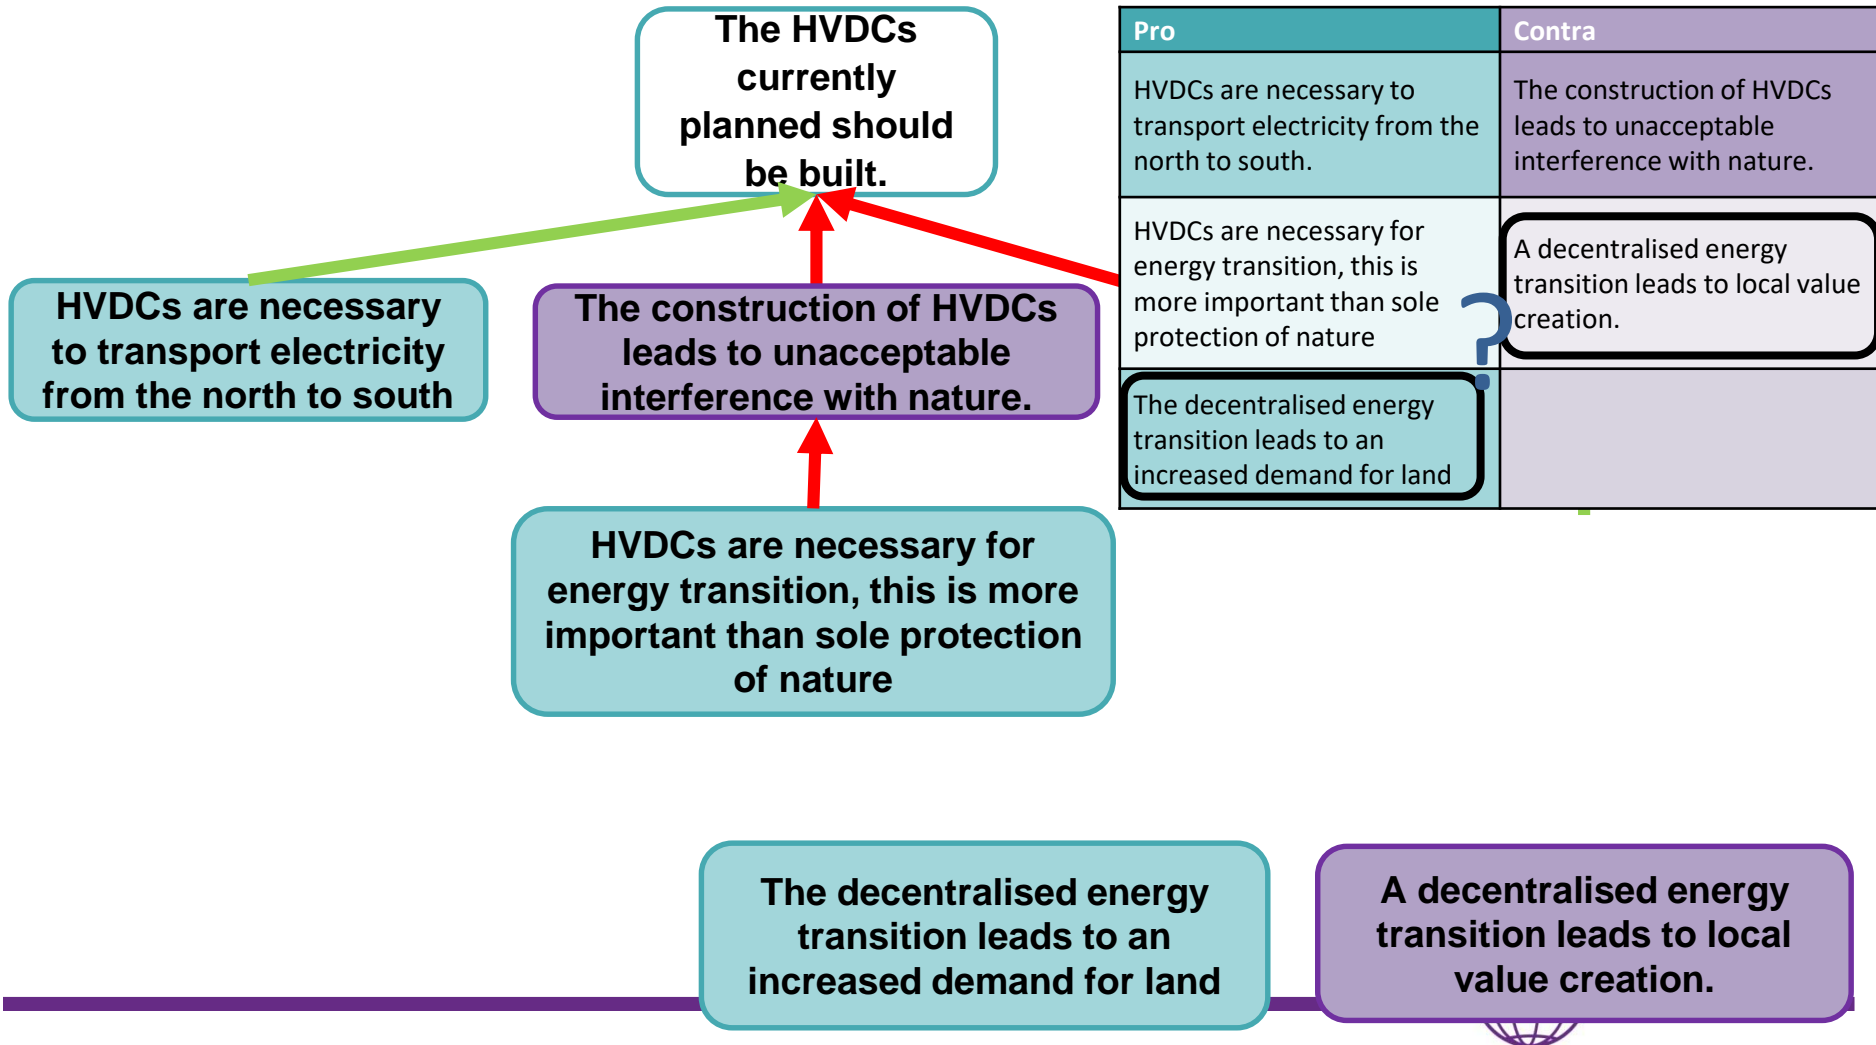 The HVDCs
currently
planned should
be built.
Pro
Contra
HVDCs are necessary to
transport electricity from the
north to south.
The construction of HVDCs
leads to unacceptable
interference with nature.
HVDCs are necessary for
energy transition, this is
more important than sole
protection of nature
A decentralised energy
transition leads to local value
creation.
?
The decentralised energy
transition leads to an
increased demand for land
HVDCs are necessary
to transport electricity
from the north to south
The construction of HVDCs
leads to unacceptable
interference with nature.
HVDCs are necessary for
energy transition, this is more
important than sole protection
of nature
The decentralised energy
transition leads to an
increased demand for land
A decentralised energy
transition leads to local
value creation.